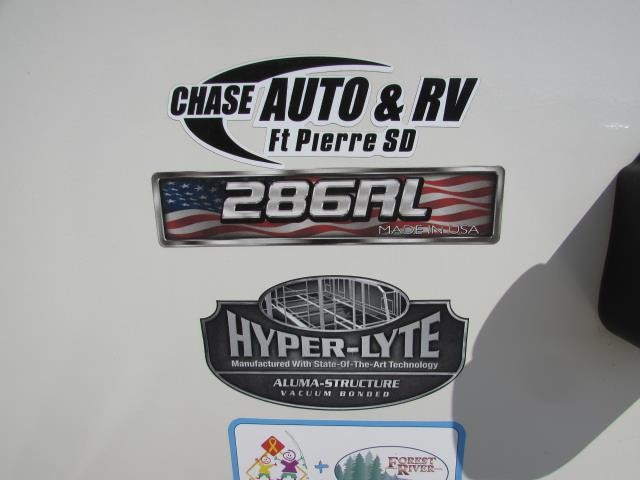 CHASE AUTO & RV
Ft Pierre SD
286RL
MADE IN USA
HYPER-LYTE
Manufactured With State-Of-The-Art Technology
ALUMA-STRUCTURE
VACUUM BONDED
+ FOREST
RIVER